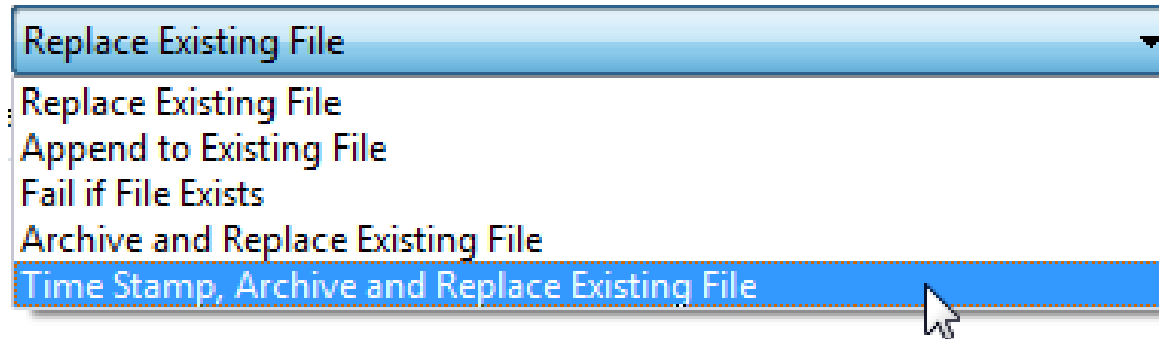 Replace Existing File
Replace Existing File
Append to Existing File
Fail if File Exists
Archive and Replace Existing File
Time Stamp, Archive and Replace Existing File